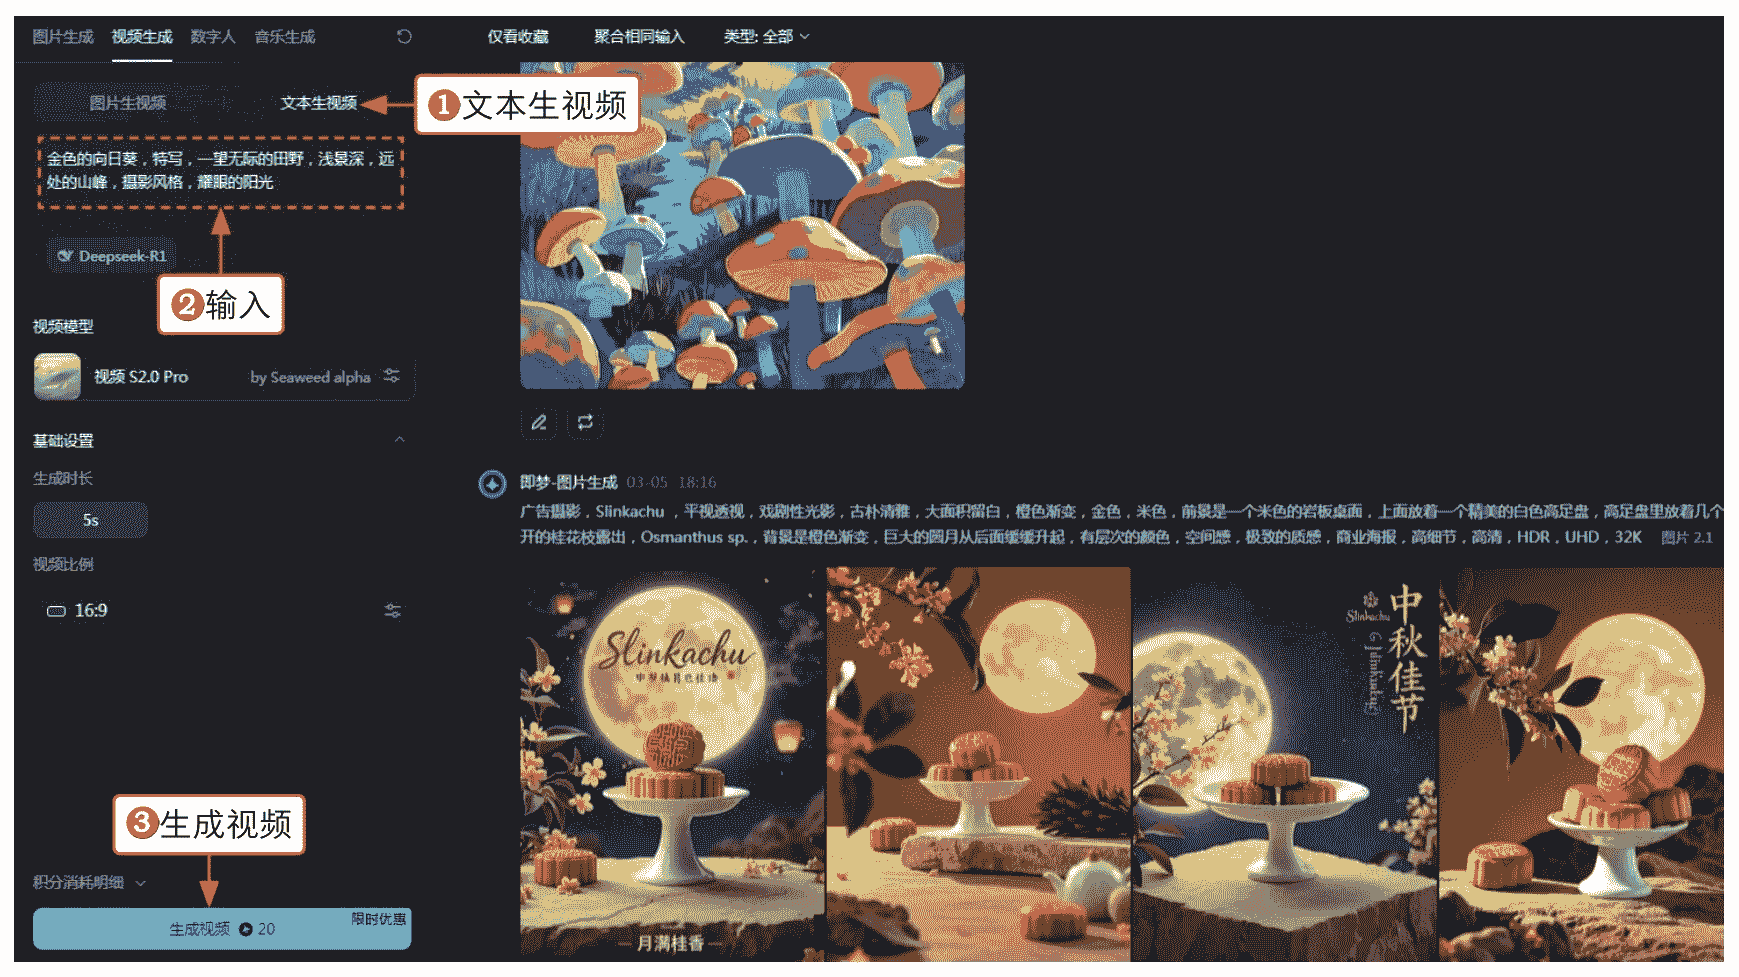 图片生成 视频生成 数字人 音乐生成
仅看收藏 聚合相同输入 类型: 全部
图片生视频 文本生视频
❶文本生视频
金色的向日葵，特写，一望无际的田野，浅景深，远
处的山峰，摄影风格，耀眼的阳光
Deepseek-R1
❷输入
视频模型
视频 S2.0 Pro by Seaweed alpha
基础设置
生成时长
5s
视频比例
16:9
❸生成视频
积分消耗明细
生成视频 20 限时优惠
即梦-图片生成 03-05 18:16
广告摄影，Slinkachu ，平视透视，戏剧性光影，古朴清雅，大面积留白，橙色渐变，金色，米色，前景是一个米色的岩板桌面，上面放着一个精美的白色高足盘，高足盘里放着几个
开的桂花枝露出，Osmanthus sp.，背景是橙色渐变，巨大的圆月从后面缓缓升起，有层次的颜色，空间感，极致的质感，商业海报，高细节，高清，HDR，UHD，32K 图片 2.1
Slinkachu
月满桂香
Slinkachu
中秋佳节